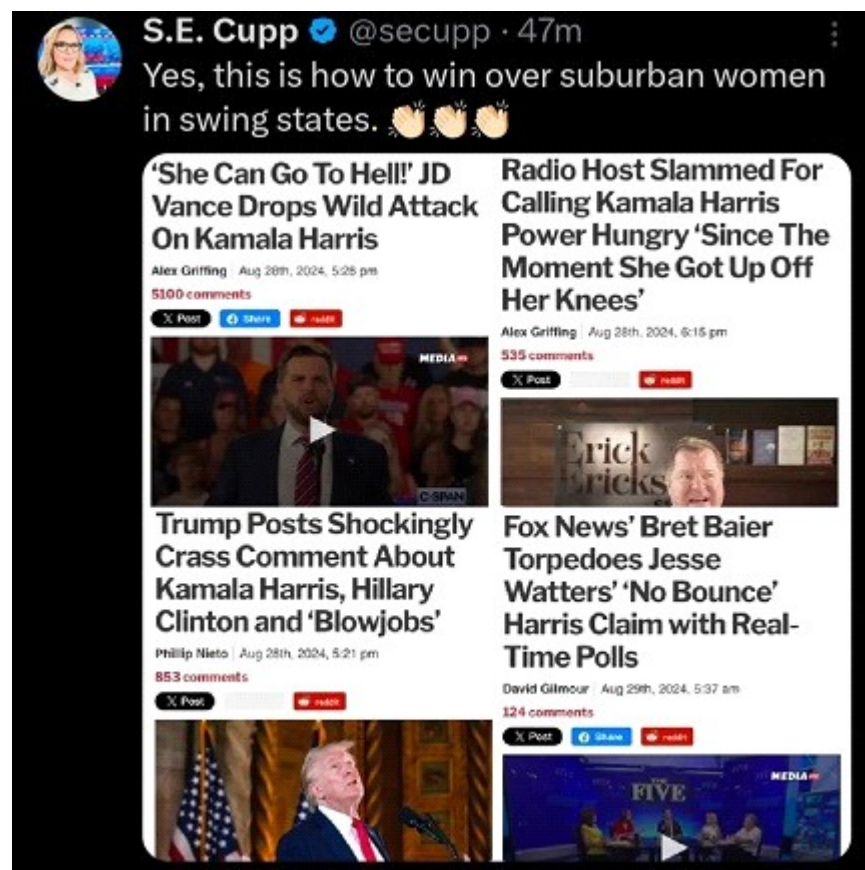 S.E. Cupp @secupp · 47m
Yes, this is how to win over suburban women
in swing states. 👏🏻👏🏻👏🏻
'She Can Go To Hell!' JD
Vance Drops Wild Attack
On Kamala Harris
Alex Griffing | Aug 28th, 2024, 5:28 pm
5100 comments
X Post Share reddit
MEDIAite
C-SPAN
Radio Host Slammed For
Calling Kamala Harris
Power Hungry 'Since The
Moment She Got Up Off
Her Knees'
Alex Griffing | Aug 28th, 2024, 6:15 pm
535 comments
X Post reddit
Erick
Ericks
Trump Posts Shockingly
Crass Comment About
Kamala Harris, Hillary
Clinton and 'Blowjobs'
Phillip Nieto | Aug 28th, 2024, 5:21 pm
853 comments
X Post reddit
Fox News' Bret Baier
Torpedoes Jesse
Watters' 'No Bounce'
Harris Claim with Real-
Time Polls
David Gilmour | Aug 29th, 2024, 5:37 am
124 comments
X Post Share reddit
MEDIAite
THE
FIVE